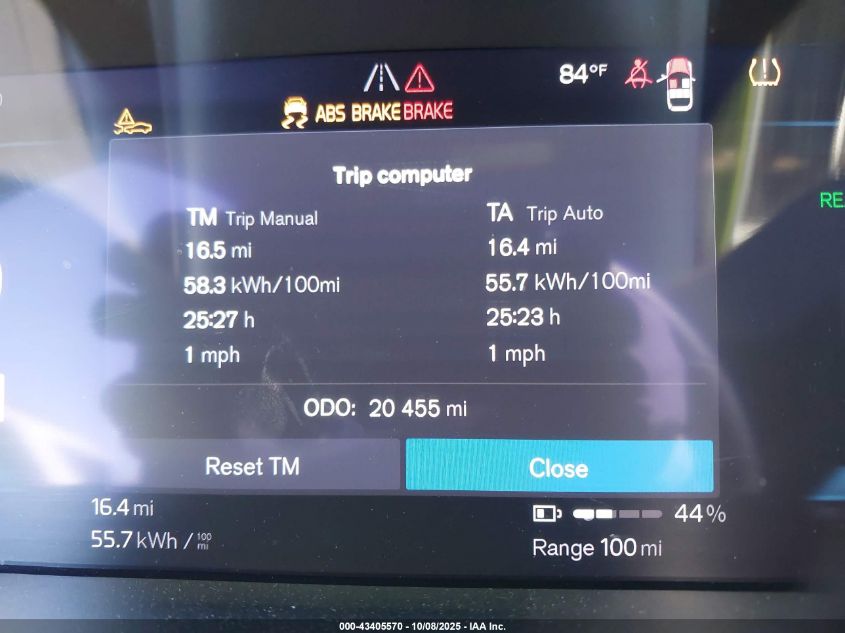 84°F
ABS BRAKE BRAKE
RE
Trip computer
TM Trip Manual
16.5 mi
58.3 kWh/100mi
25:27 h
1 mph
TA Trip Auto
16.4 mi
55.7 kWh/100mi
25:23 h
1 mph
ODO: 20 455 mi
Reset TM
Close
16.4 mi
55.7 kWh / 100 mi
44%
Range 100 mi
000-43405570 - 10/08/2025 - IAA Inc.